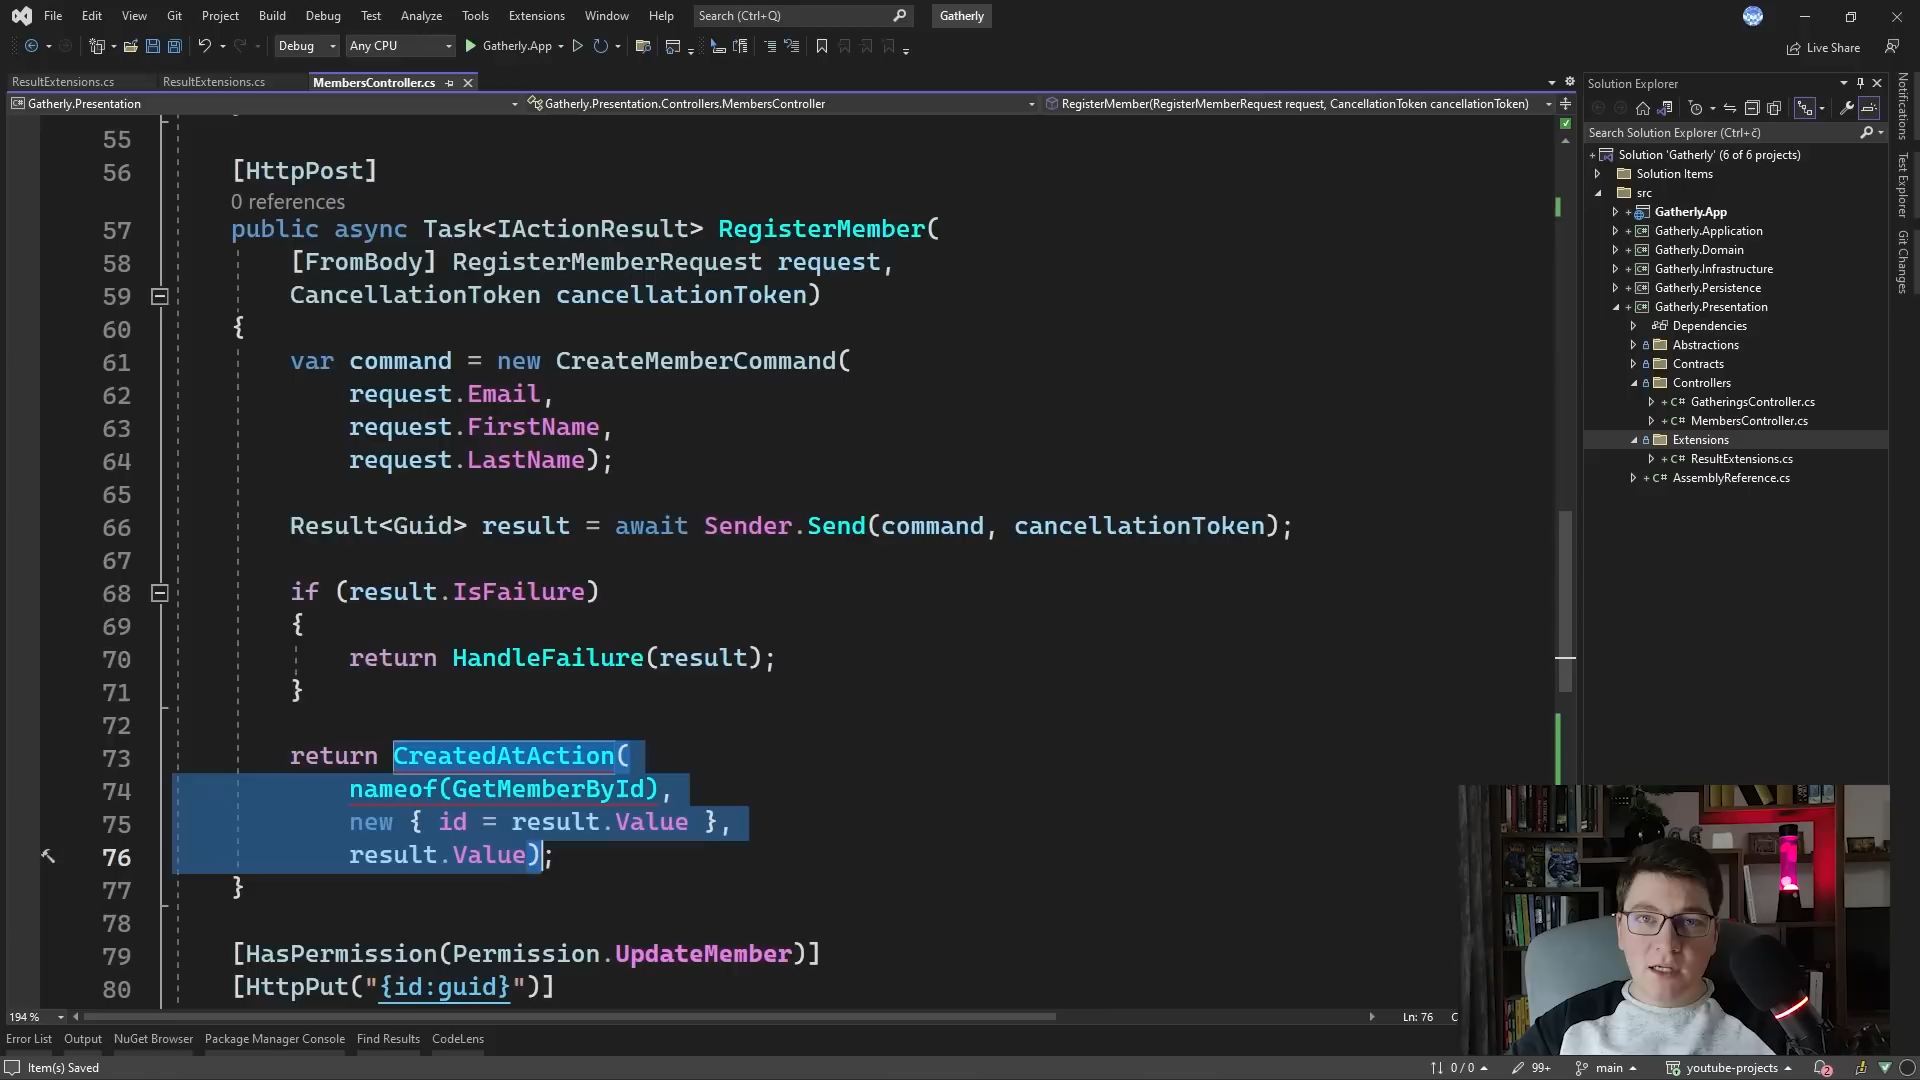 File Edit View Git Project Build Debug Test Analyze Tools Extensions Window Help Search (Ctrl+Q) Gatherly
Debug Any CPU Gatherly.App Live Share
ResultExtensions.cs ResultExtensions.cs MembersController.cs
Gatherly.Presentation Gatherly.Presentation.Controllers.MembersController RegisterMember(RegisterMemberRequest request, CancellationToken cancellationToken)
55
56 [HttpPost]
0 references
57 public async Task<IActionResult> RegisterMember(
58 [FromBody] RegisterMemberRequest request,
59 CancellationToken cancellationToken)
60 {
61 var command = new CreateMemberCommand(
62 request.Email,
63 request.FirstName,
64 request.LastName);
65
66 Result<Guid> result = await Sender.Send(command, cancellationToken);
67
68 if (result.IsFailure)
69 {
70 return HandleFailure(result);
71 }
72
73 return CreatedAtAction(
74 nameof(GetMemberById),
75 new { id = result.Value },
76 result.Value);
77 }
78
79 [HasPermission(Permission.UpdateMember)]
80 [HttpPut("{id:guid}")]
194 % Ln: 76 C
Error List Output NuGet Browser Package Manager Console Find Results CodeLens
Item(s) Saved 0 / 0 99+ main youtube-projects 2
Solution Explorer
Search Solution Explorer (Ctrl+č)
Solution 'Gatherly' (6 of 6 projects)
Solution Items
src
Gatherly.App
Gatherly.Application
Gatherly.Domain
Gatherly.Infrastructure
Gatherly.Persistence
Gatherly.Presentation
Dependencies
Abstractions
Contracts
Controllers
C# GatheringsController.cs
C# MembersController.cs
Extensions
C# ResultExtensions.cs
C# AssemblyReference.cs
Notifications
Test Explorer
Git Changes